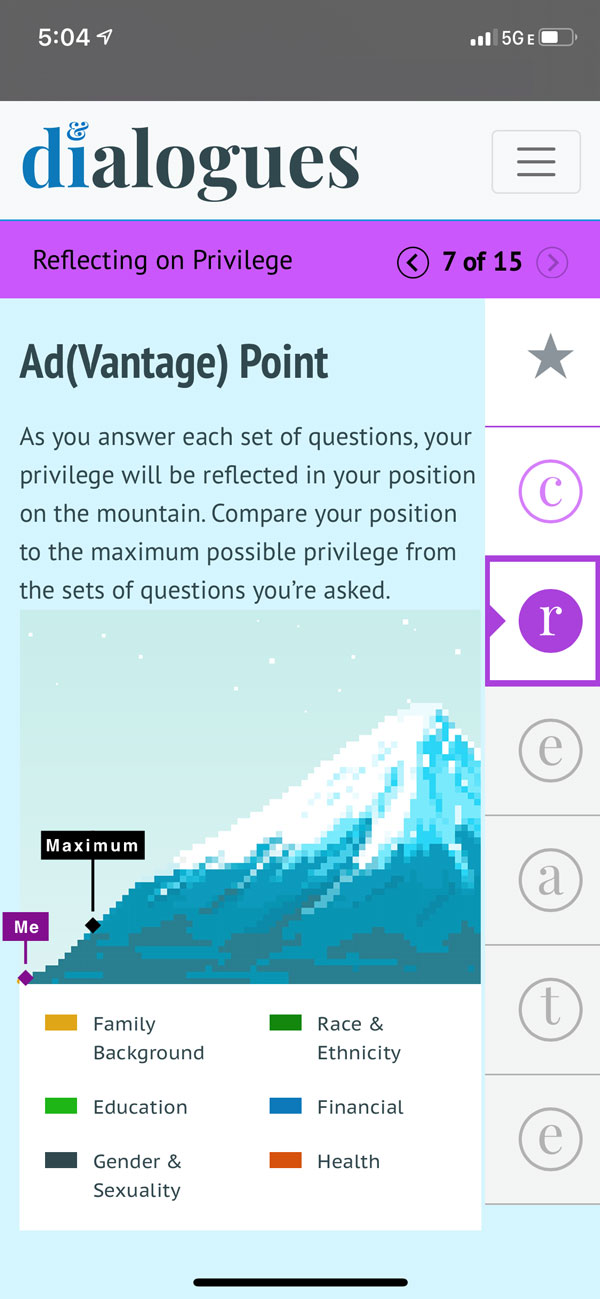 5:04
5G E
d&ialogues
Reflecting on Privilege
7 of 15
Ad(Vantage) Point
As you answer each set of questions, your
privilege will be reflected in your position
on the mountain. Compare your position
to the maximum possible privilege from
the sets of questions you’re asked.
Maximum
Me
Family
Background
Race &
Ethnicity
Education
Financial
Gender &
Sexuality
Health
c
r
e
a
t
e